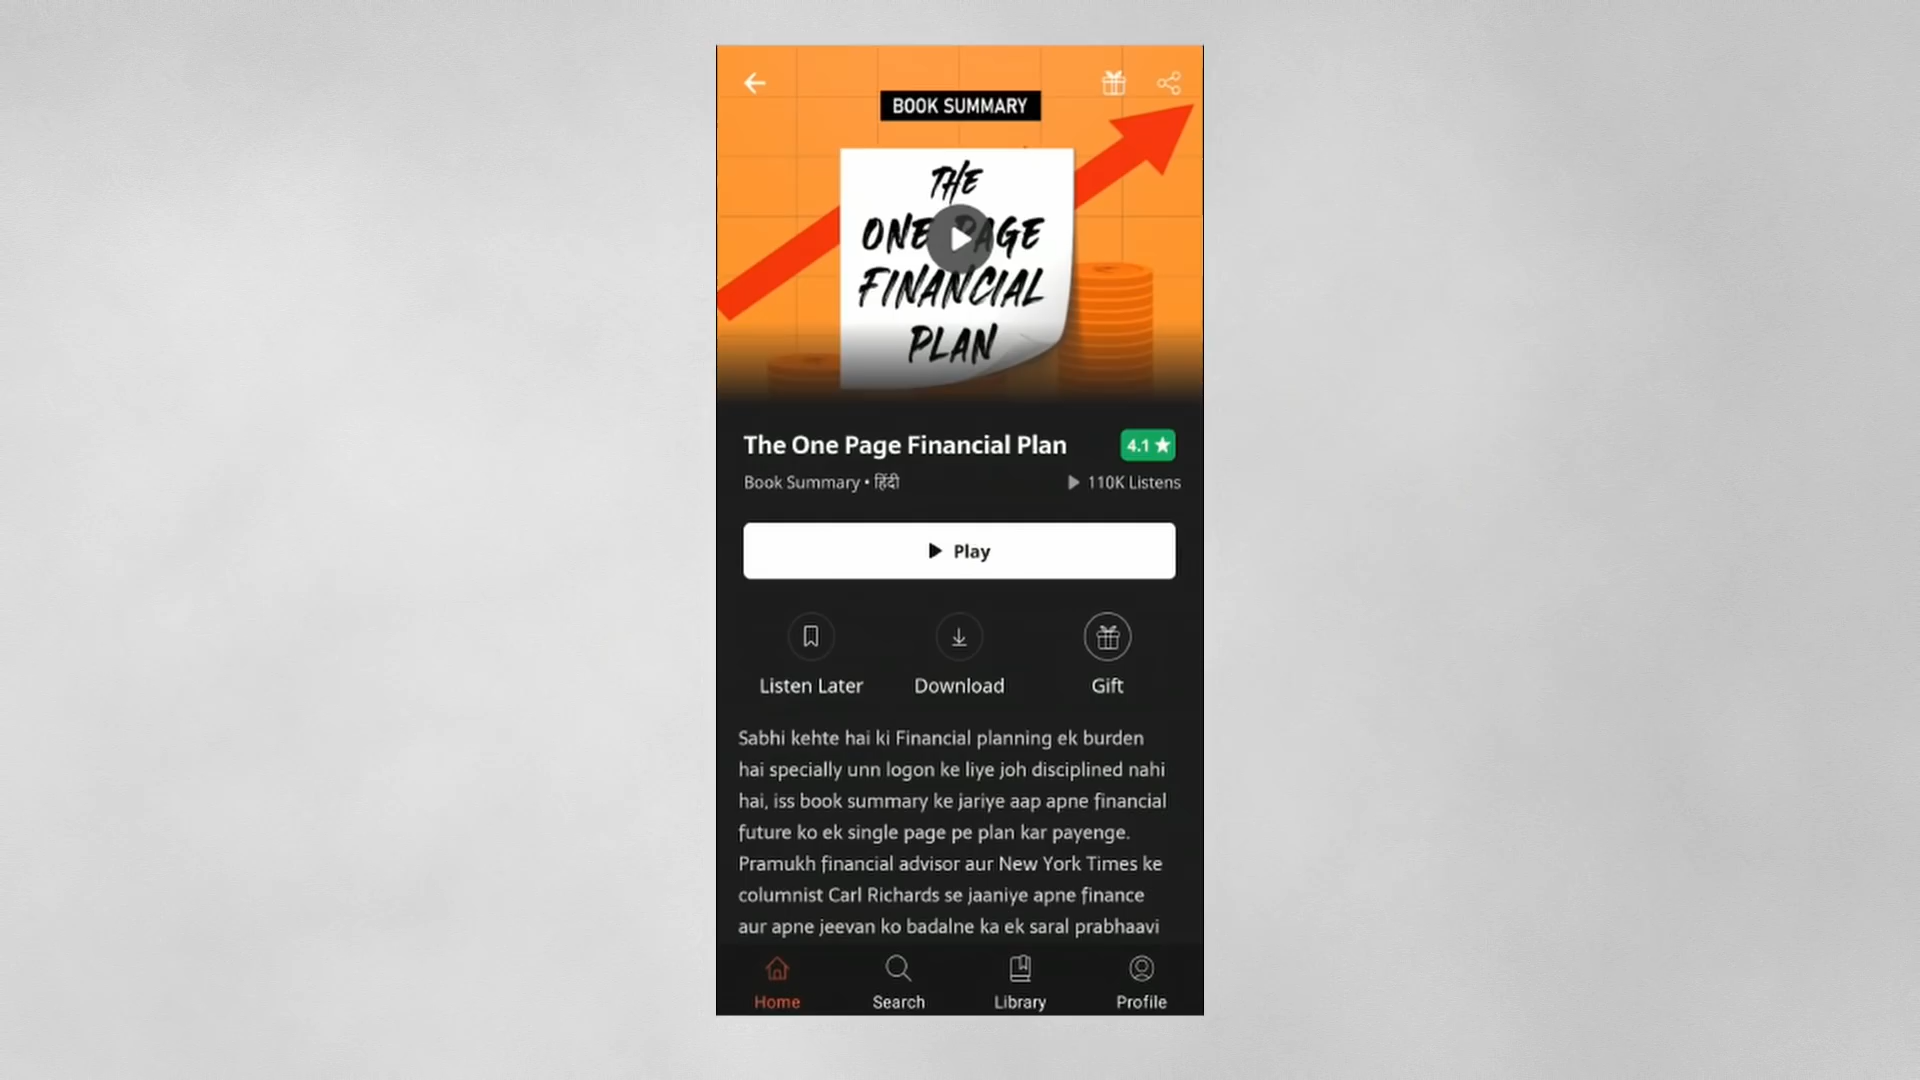 BOOK SUMMARY
THE
ONE PAGE
FINANCIAL
PLAN
The One Page Financial Plan
4.1
Book Summary • हिंदी
110K Listens
Play
Listen Later
Download
Gift
Sabhi kehte hai ki Financial planning ek burden
hai specially unn logon ke liye joh disciplined nahi
hai, iss book summary ke jariye aap apne financial
future ko ek single page pe plan kar payenge.
Pramukh financial advisor aur New York Times ke
columnist Carl Richards se jaaniye apne finance
aur apne jeevan ko badalne ka ek saral prabhaavi
Home
Search
Library
Profile